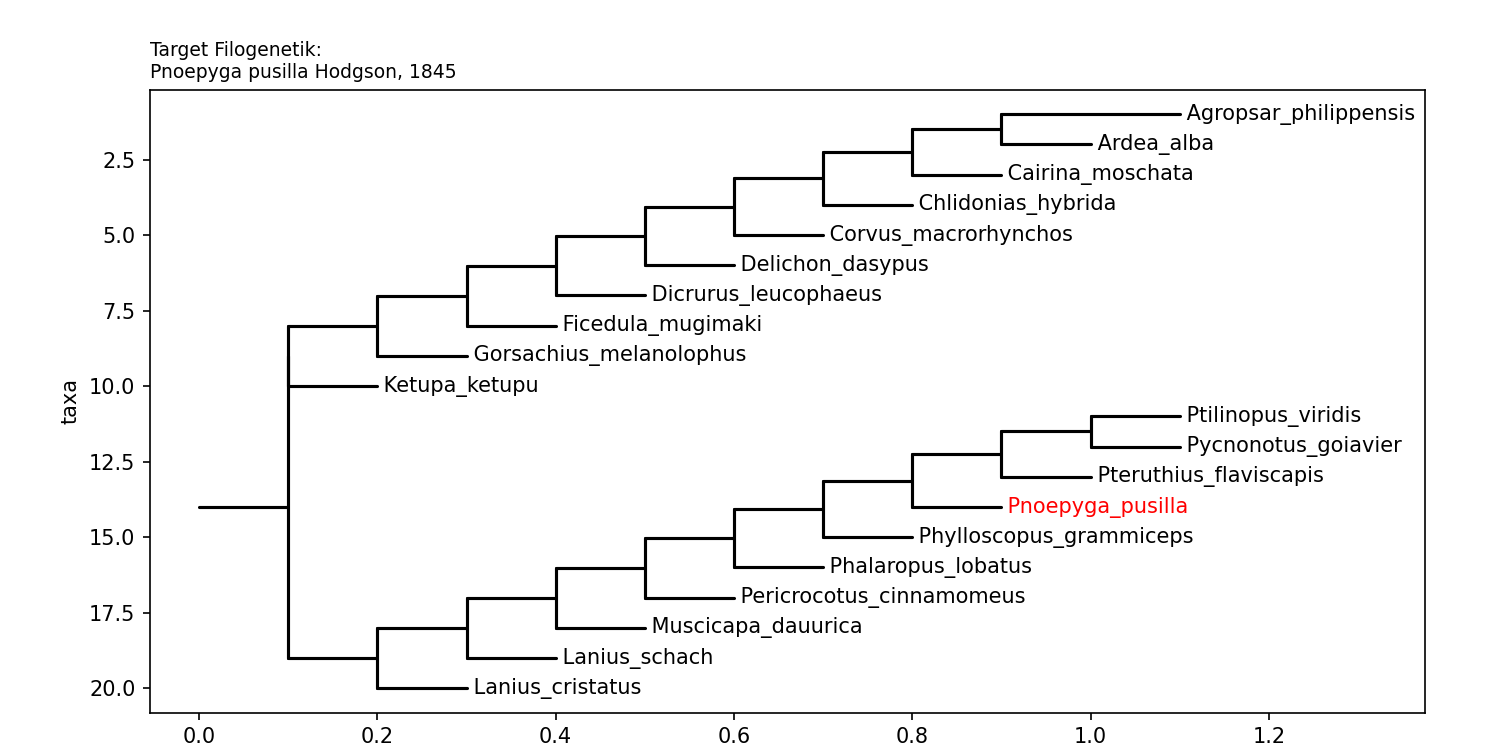 Target Filogenetik:
Pnoepyga pusilla Hodgson, 1845
Agropsar_philippensis
Ardea_alba
2.5
Cairina_moschata
Chlidonias_hybrida
5.0
Corvus_macrorhynchos
Delichon_dasypus
Dicrurus_leucophaeus
7.5
Ficedula_mugimaki
Gorsachius_melanolophus
10.0
Ketupa_ketupu
taxa
Ptilinopus_viridis
Pycnonotus_goiavier
12.5
Pteruthius_flaviscapis
Pnoepyga_pusilla
15.0
Phylloscopus_grammiceps
Phalaropus_lobatus
Pericrocotus_cinnamomeus
17.5
Muscicapa_dauurica
Lanius_schach
20.0
Lanius_cristatus
0.0 0.2 0.4 0.6 0.8 1.0 1.2